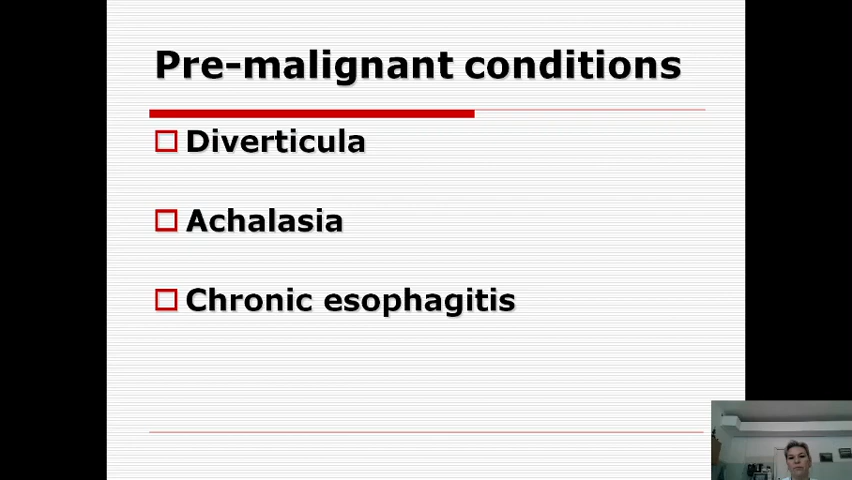 Pre-malignant conditions
Diverticula
Achalasia
Chronic esophagitis